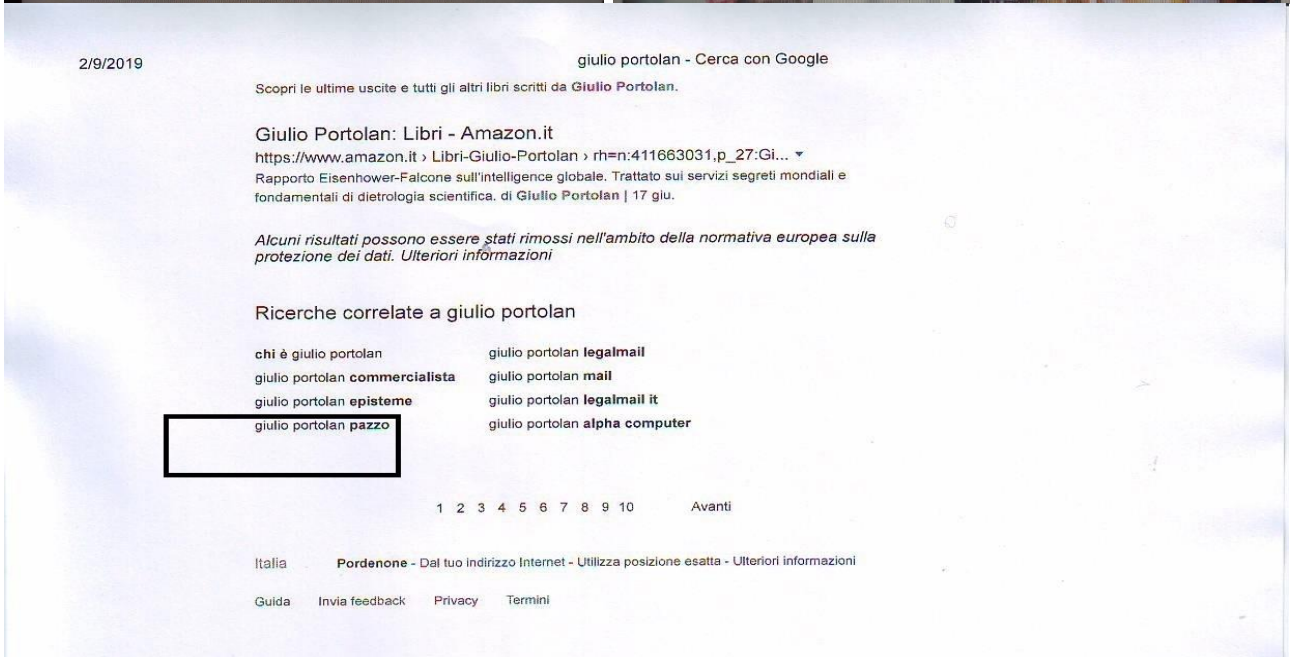 2/9/2019 giulio portolan - Cerca con Google
Scopri le ultime uscite e tutti gli altri libri scritti da Giulio Portolan.
Giulio Portolan: Libri - Amazon.it
https://www.amazon.it › Libri-Giulio-Portolan › rh=n:411663031,p_27:Gi... ▼
Rapporto Eisenhower-Falcone sull'intelligence globale. Trattato sui servizi segreti mondiali e
fondamentali di dietrologia scientifica. di Giulio Portolan | 17 giu.
Alcuni risultati possono essere stati rimossi nell'ambito della normativa europea sulla
protezione dei dati. Ulteriori informazioni
Ricerche correlate a giulio portolan
chi è giulio portolan giulio portolan legalmail
giulio portolan commercialista giulio portolan mail
giulio portolan episteme giulio portolan legalmail it
giulio portolan pazzo giulio portolan alpha computer
1 2 3 4 5 6 7 8 9 10 Avanti
Italia Pordenone - Dal tuo indirizzo Internet - Utilizza posizione esatta - Ulteriori informazioni
Guida Invia feedback Privacy Termini